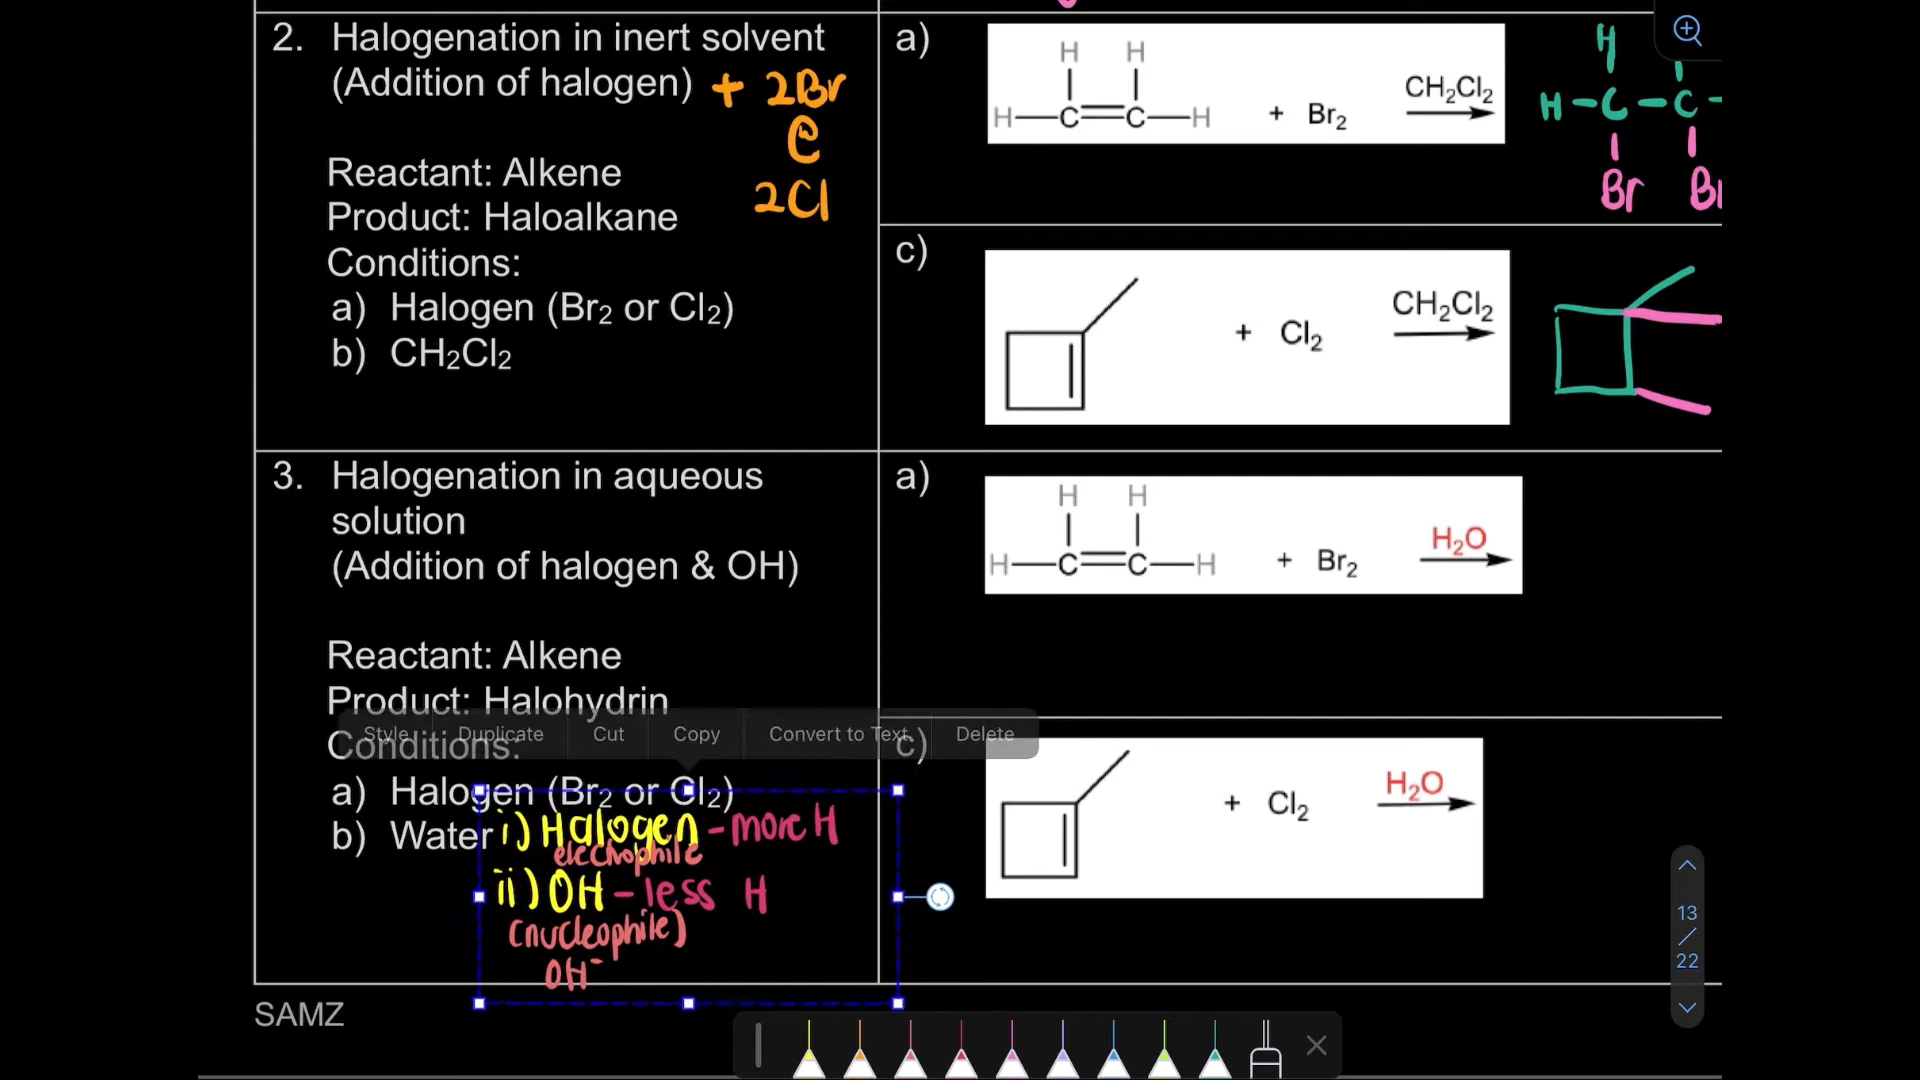 2. Halogenation in inert solvent
(Addition of halogen) + 2Br
@
2Cl
Reactant: Alkene
Product: Haloalkane
Conditions:
a) Halogen (Br₂ or Cl₂)
b) CH₂Cl₂
a)
H H
H C C H + Br₂ CH₂Cl₂
H
H-C-C-
Br Br
c)
+ Cl₂ CH₂Cl₂
3. Halogenation in aqueous
solution
(Addition of halogen & OH)
Reactant: Alkene
Product: Halohydrin
Conditions:
a) Halogen (Br₂ or Cl₂)
b) Water i) Halogen - more H
electrophile
ii) OH - less H
(nucleophile)
OH⁻
a)
H H
H C C H + Br₂ H₂O
c)
+ Cl₂ H₂O
Style Duplicate Cut Copy Convert to Text Delete
13
/
22
SAMZ